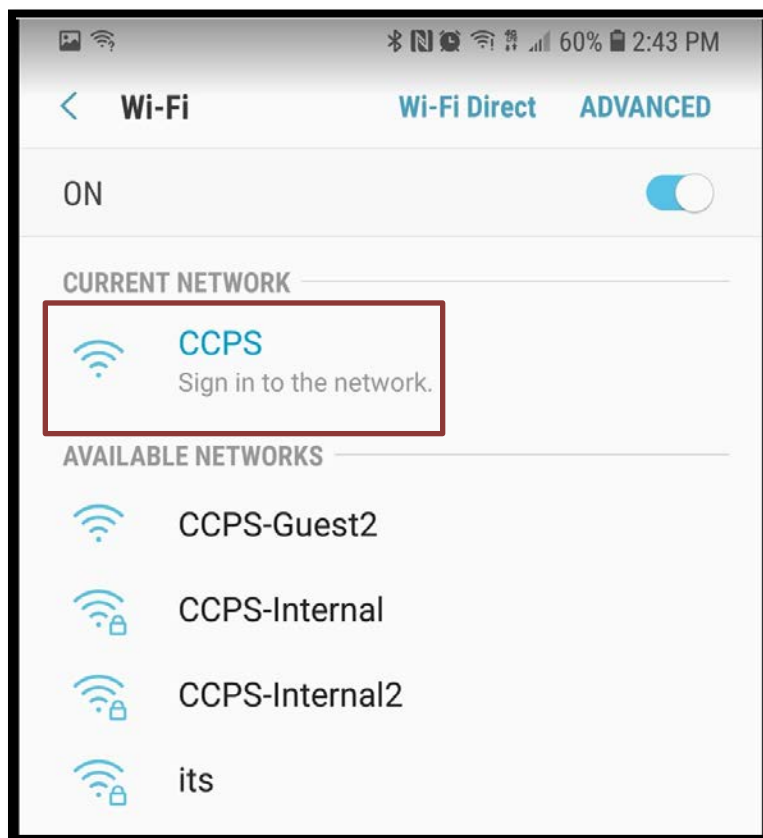 60% 2:43 PM
Wi-Fi Wi-Fi Direct ADVANCED
ON
CURRENT NETWORK
CCPS
Sign in to the network.
AVAILABLE NETWORKS
CCPS-Guest2
CCPS-Internal
CCPS-Internal2
its